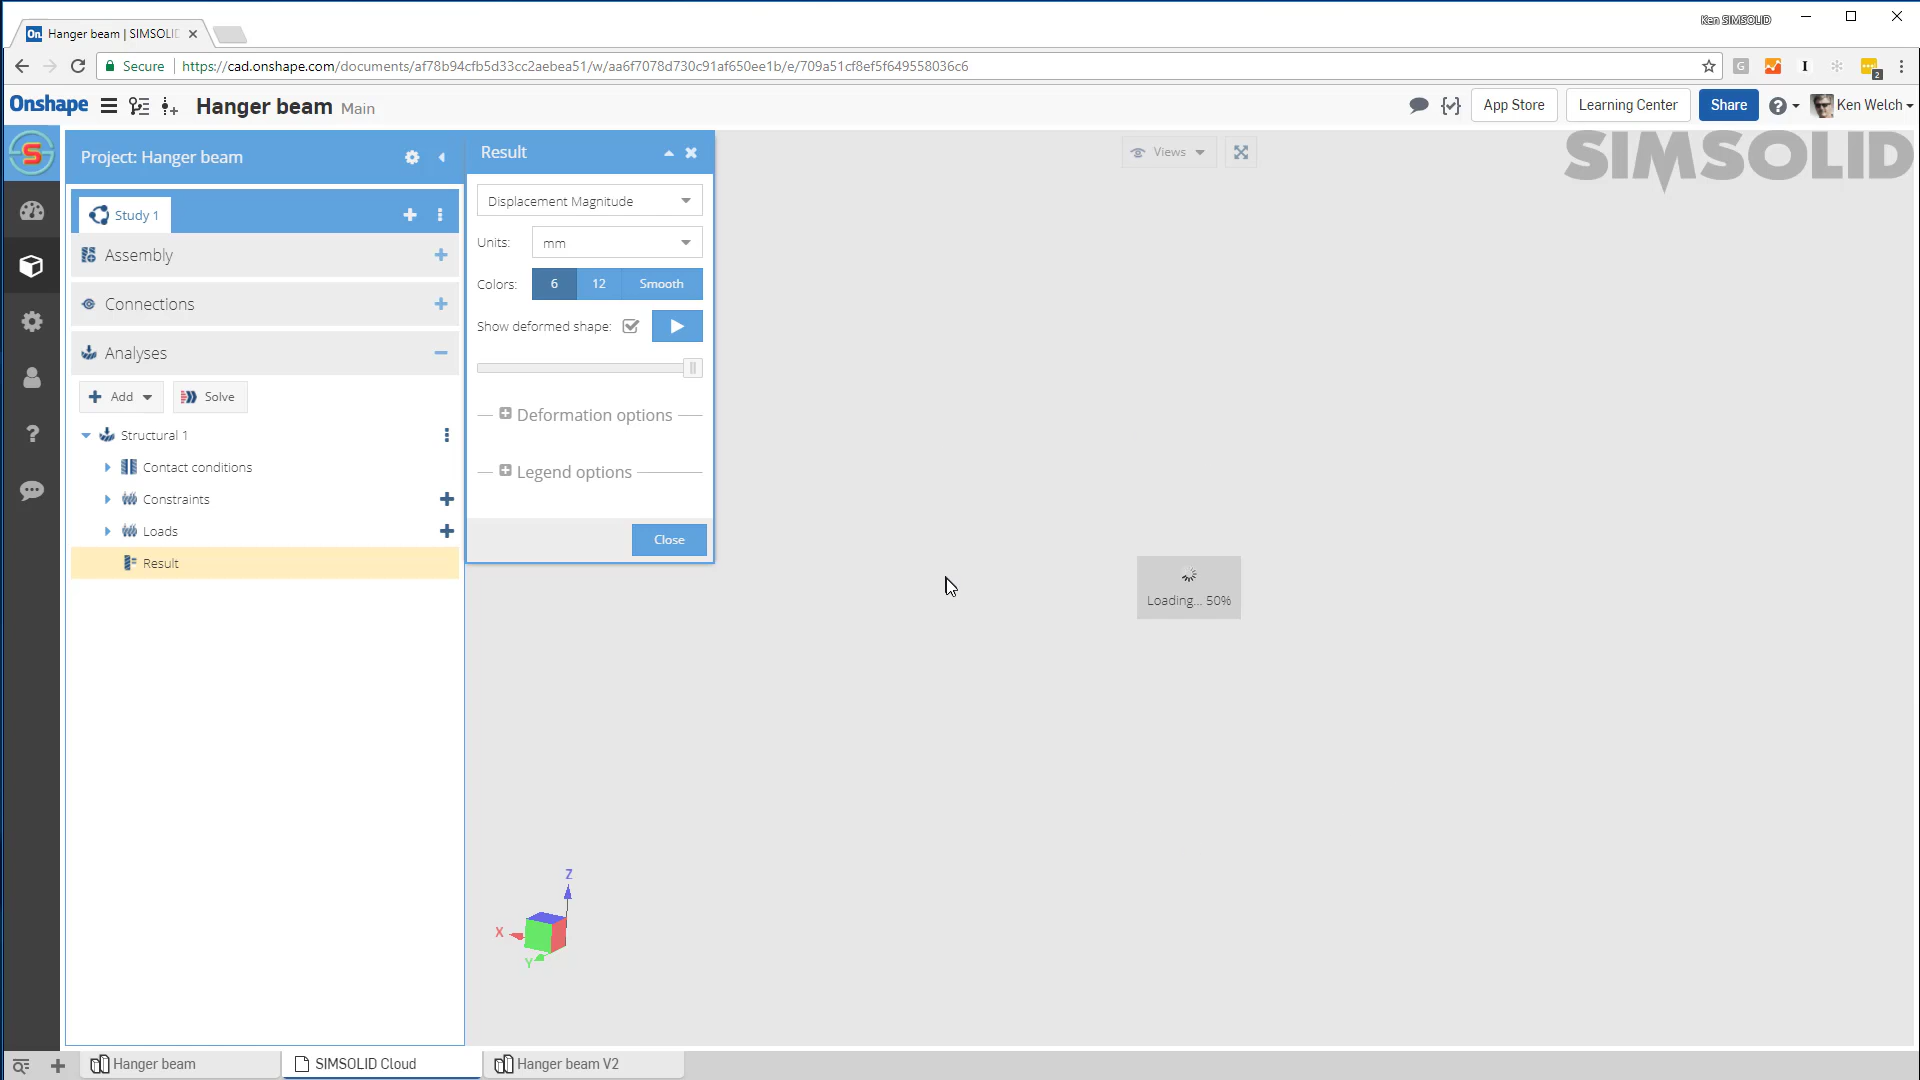 Ken SIMSOLID
Hanger beam | SIMSOLID
Secure
https://cad.onshape.com/documents/af78b94cfb5d33cc2aebea51/w/aa6f7078d730c91af650ee1b/e/709a51cf8ef5f649558036c6
G
I
2
Onshape
Hanger beam Main
App Store
Learning Center
Share
Ken Welch
S
Project: Hanger beam
Result
Views
SIMSOLID
Study 1
Displacement Magnitude
Assembly
Units: mm
Colors: 6 12 Smooth
Connections
Show deformed shape:
Analyses
Add
Solve
Deformation options
Structural 1
Contact conditions
Legend options
Constraints
Loads
Close
Result
Loading... 50%
Z
X
Y
Hanger beam
SIMSOLID Cloud
Hanger beam V2